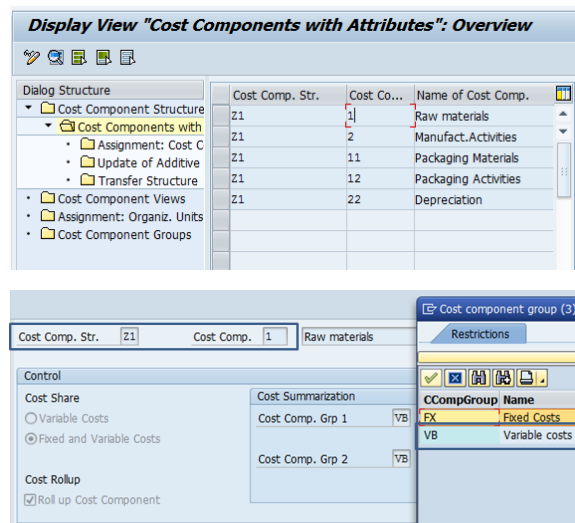 Display View "Cost Components with Attributes": Overview
Dialog Structure
Cost Component Structure
Cost Components with
Assignment: Cost C
Update of Additive
Transfer Structure
Cost Component Views
Assignment: Organiz. Units
Cost Component Groups
Cost Comp. Str. Cost Co... Name of Cost Comp.
Z1 1 Raw materials
Z1 2 Manufact.Activities
Z1 11 Packaging Materials
Z1 12 Packaging Activities
Z1 22 Depreciation
Cost Comp. Str. Z1 Cost Comp. 1 Raw materials
Control
Cost Share
Variable Costs
Fixed and Variable Costs
Cost Rollup
Roll up Cost Component
Cost Summarization
Cost Comp. Grp 1 VB
Cost Comp. Grp 2 VB
Cost component group (3)
Restrictions
CCompGroup Name
FX Fixed Costs
VB Variable costs